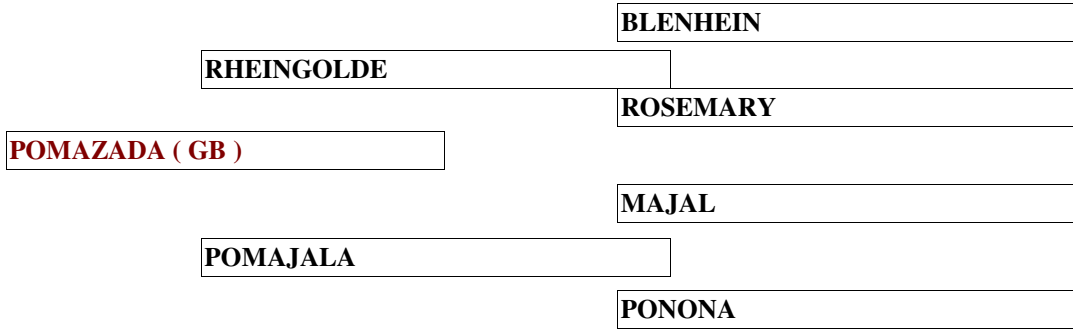 BLENHEIN
RHEINGOLDE
ROSEMARY
POMAZADA ( GB )
MAJAL
POMAJALA
PONONA